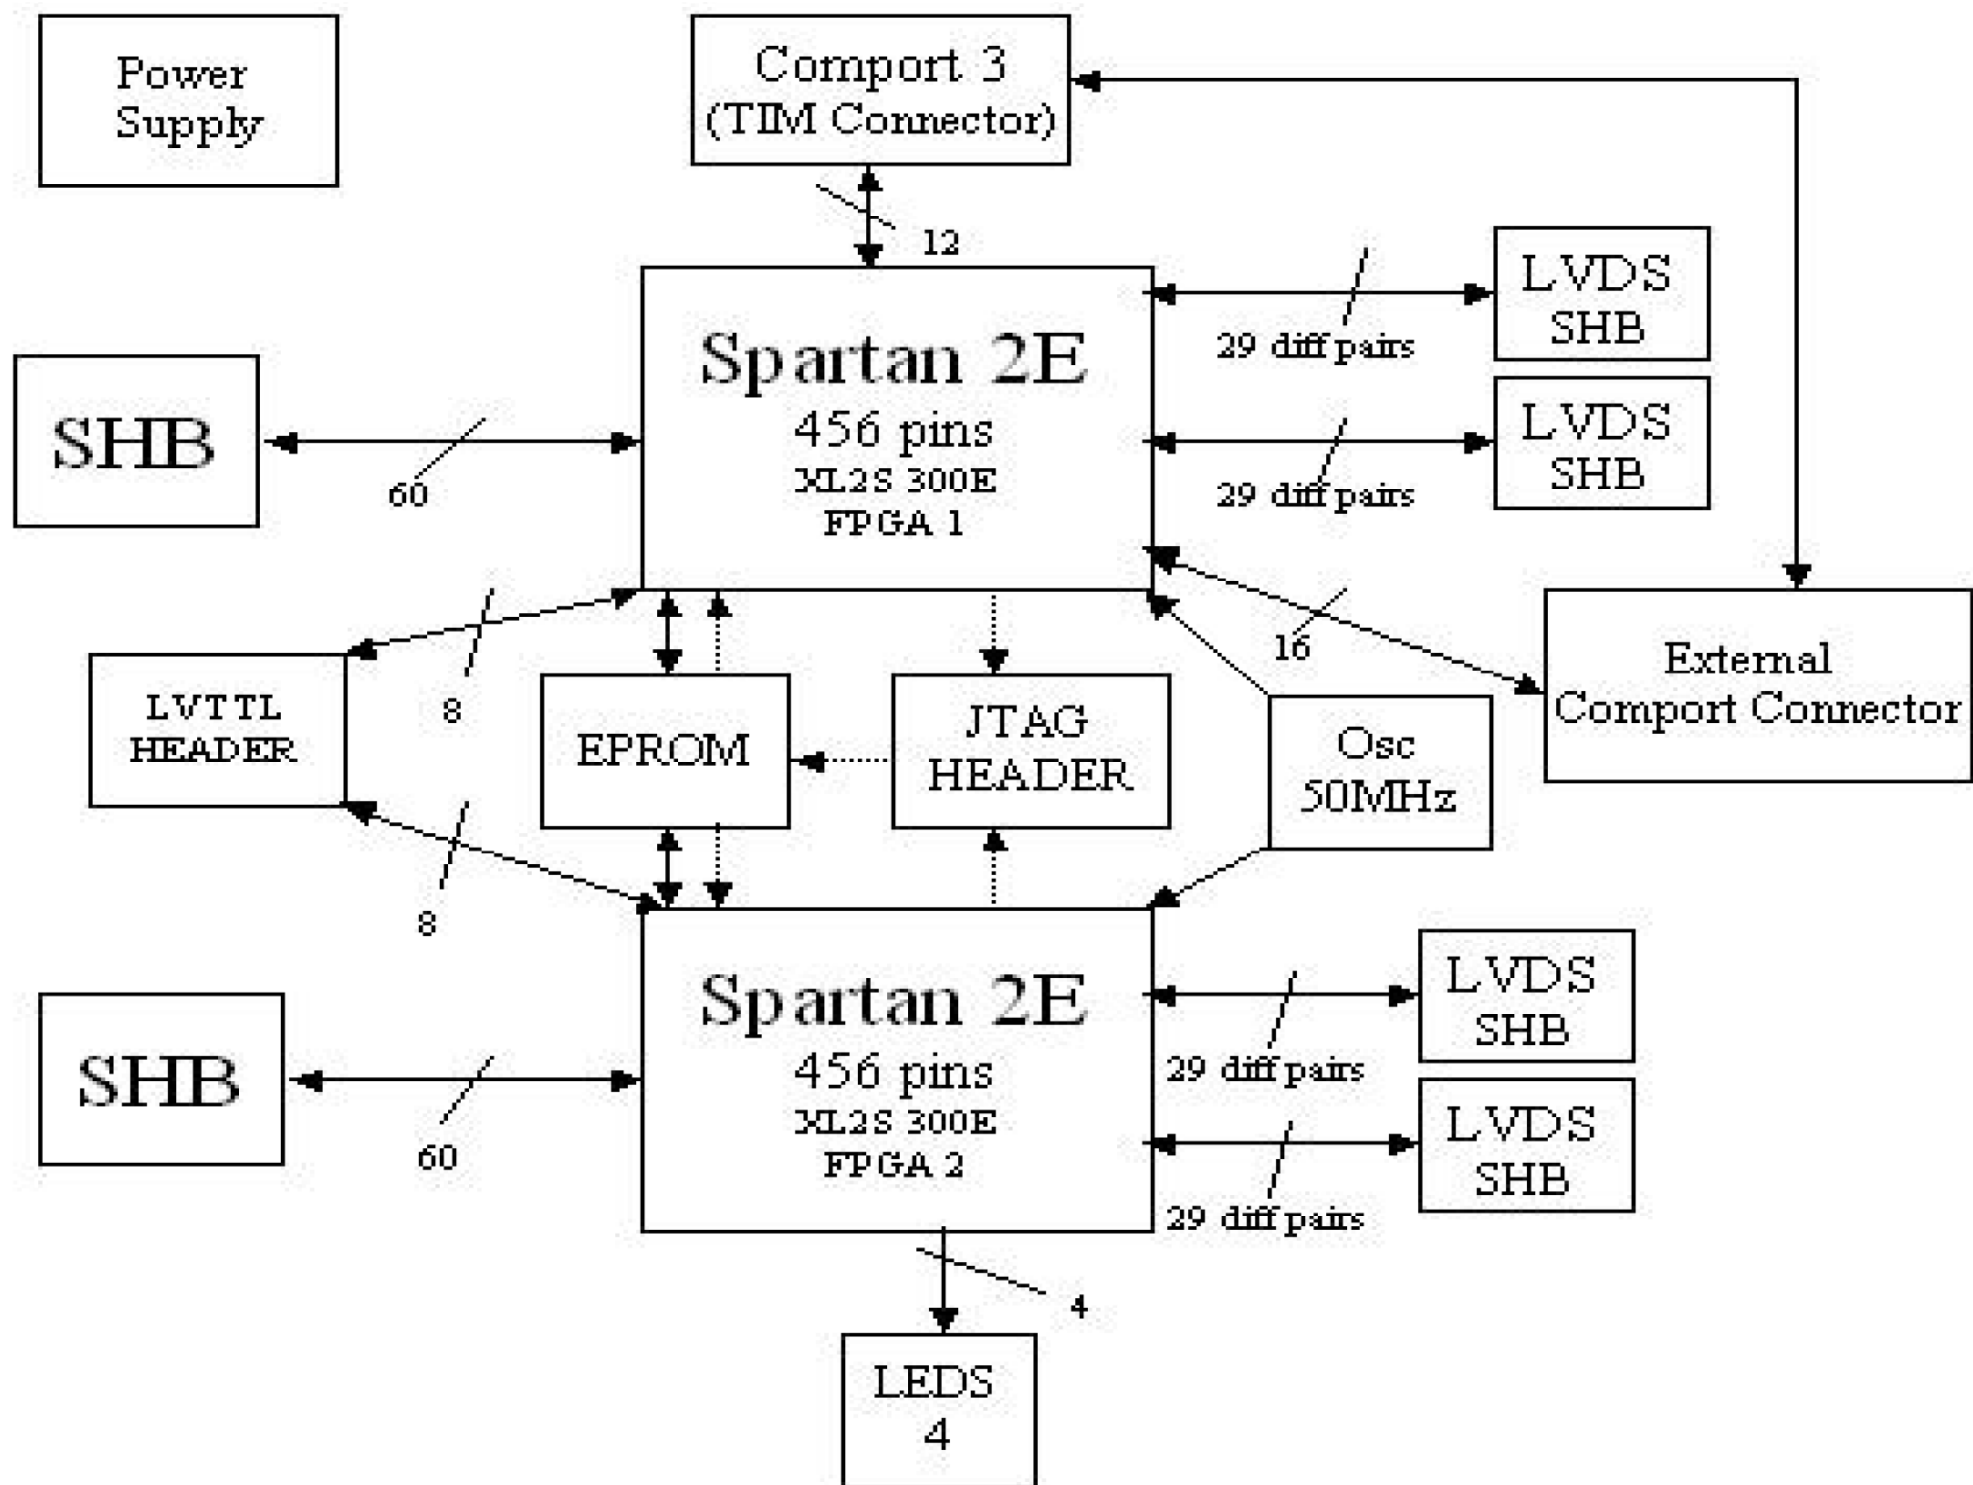 Power
Supply
Comport 3
(TIM Connector)
12
LVDS
SHB
29 diff pairs
Spartan 2E
456 pins
XL2S 300E
FPGA 1
SHB
60
LVDS
SHB
29 diff pairs
16
External
Comport Connector
8
LVTTL
HEADER
EPROM
JTAG
HEADER
Osc
50MHz
8
Spartan 2E
456 pins
XL2S 300E
FPGA 2
LVDS
SHB
29 diff pairs
SHB
60
LVDS
SHB
29 diff pairs
4
LEDS
4